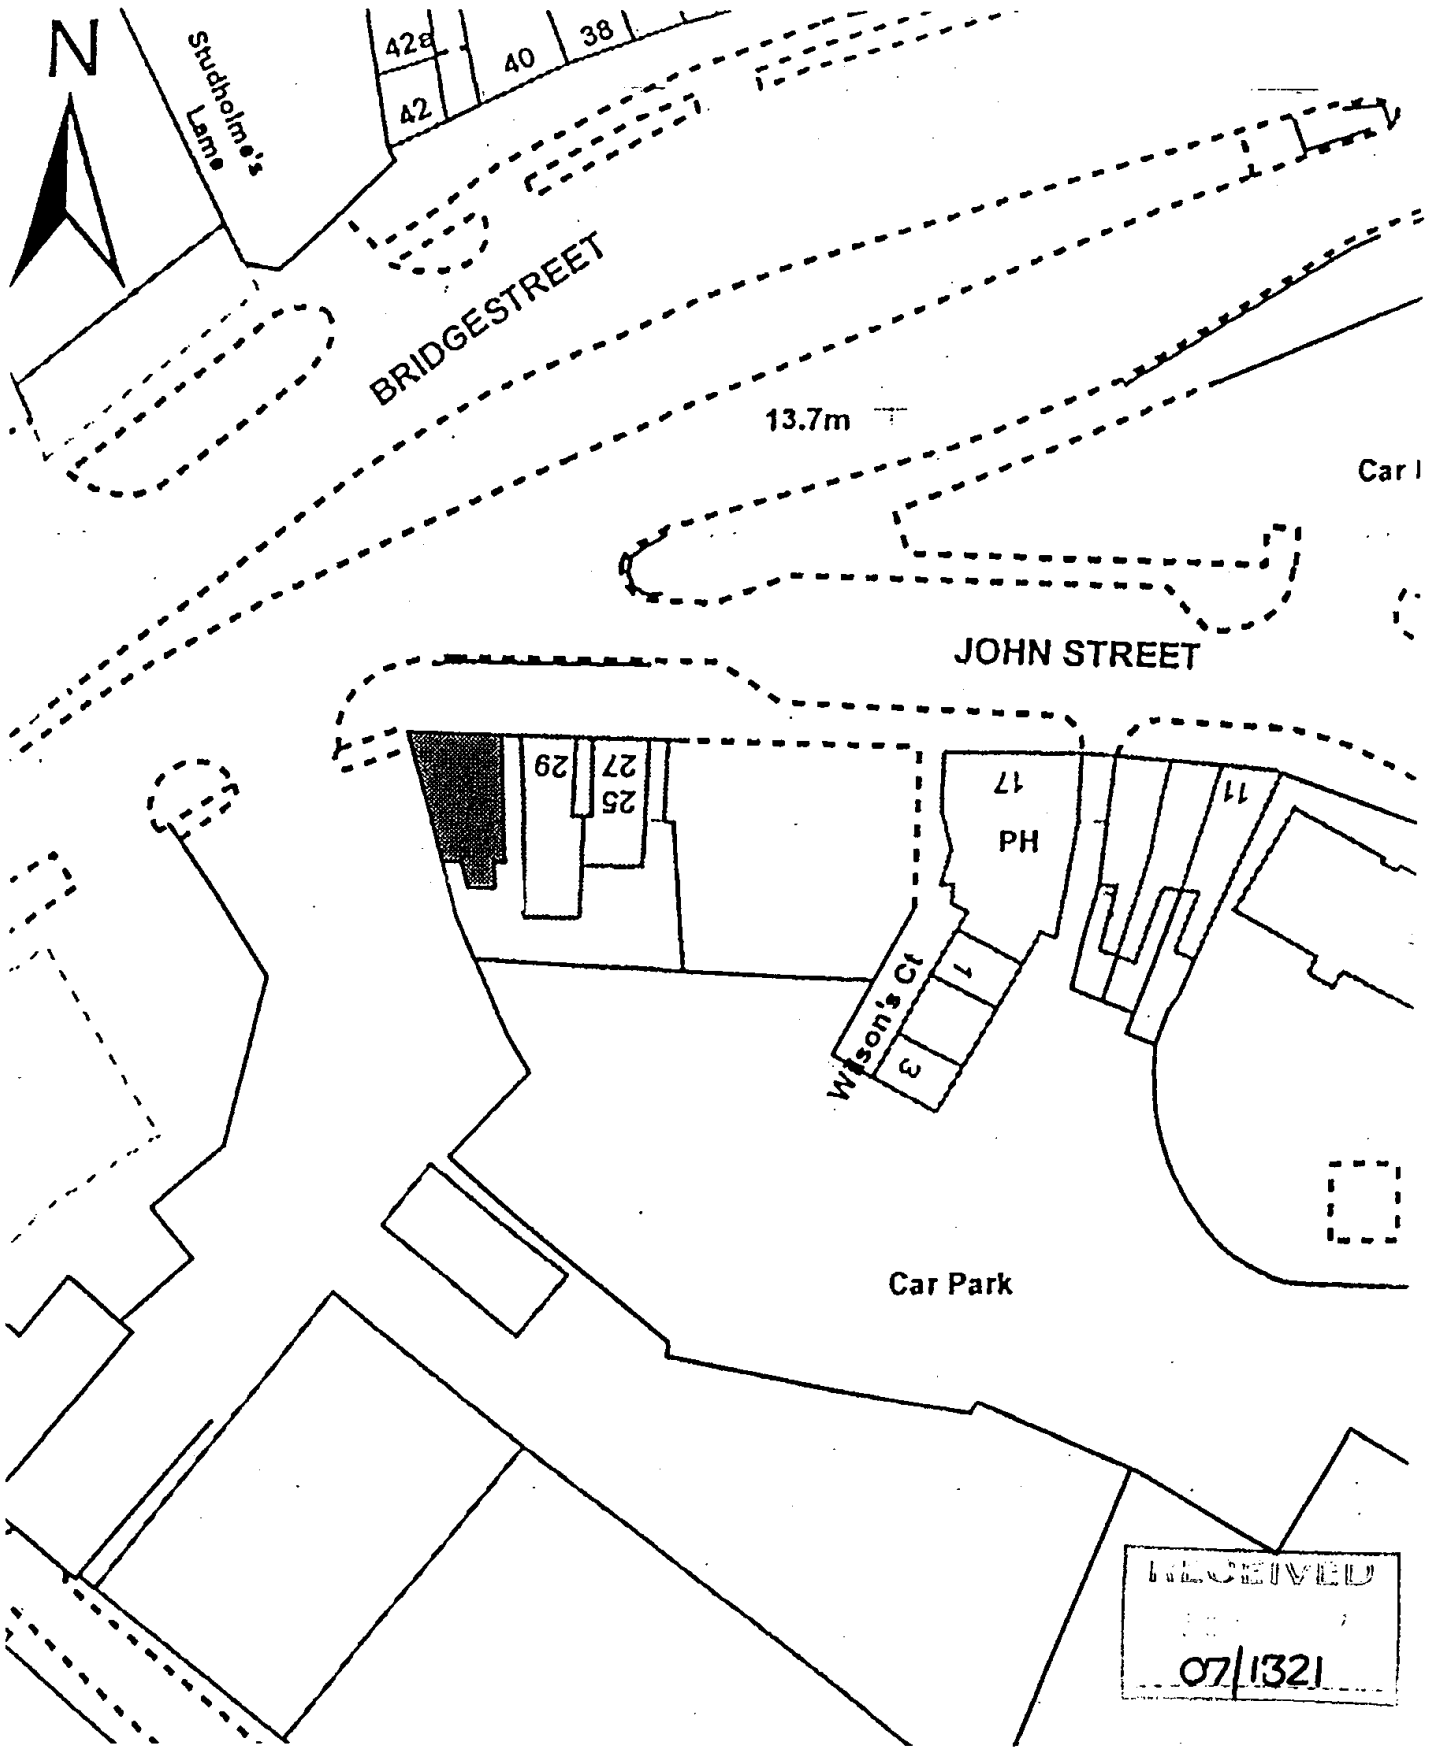 N
Studholme's
Lame
42a
40
38
42
BRIDGESTREET
13.7m
Car
JOHN STREET
29
27
25
17
PH
11
1
Wilson's Ct
3
Car Park
RECEIVED
07/1321